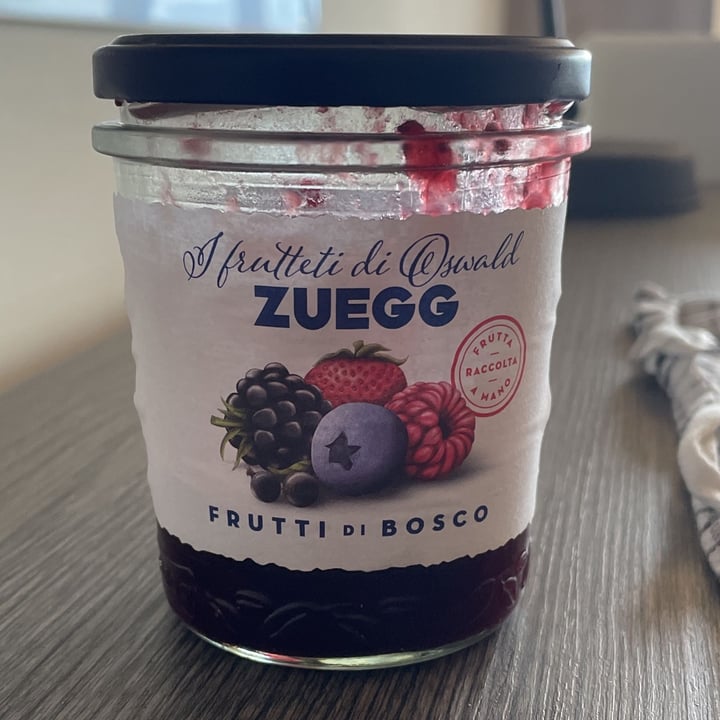 I frutteti di Oswald
ZUEGG
FRUTTA
RACCOLTA
A MANO
FRUTTI DI BOSCO